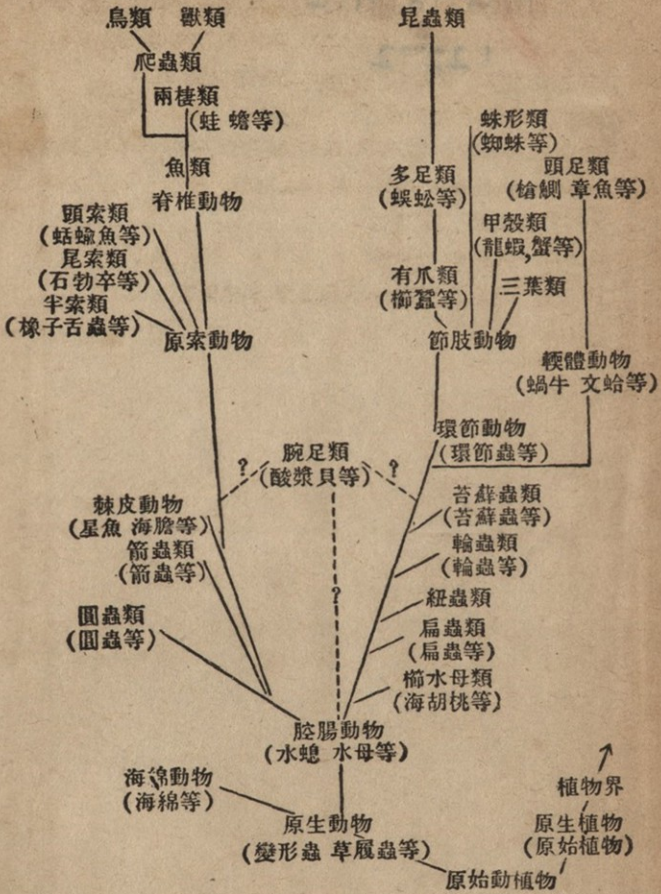 鳥類 獸類
昆蟲類
爬蟲類
兩棲類
(蛙 蟾等)
蛛形類
(蜘蛛等)
魚類
多足類
(蜈蚣等)
頭足類
(槍鰂 章魚等)
脊椎動物
頭索類
(蛞蝓魚等)
甲殼類
(龍蝦,蟹等)
尾索類
(石勃卒等)
有爪類
(櫛蠶等)
三葉類
半索類
(橡子舌蟲等)
原索動物
節肢動物
輭體動物
(蝸牛 文蛤等)
環節動物
(環節蟲等)
腕足類
(酸漿貝等)
?
?
棘皮動物
(星魚 海膽等)
苔蘚蟲類
(苔蘚蟲等)
箭蟲類
(箭蟲等)
輪蟲類
(輪蟲等)
?
紐蟲類
圓蟲類
(圓蟲等)
扁蟲類
(扁蟲等)
櫛水母類
(海胡桃等)
腔腸動物
(水螅 水母等)
海綿動物
(海綿等)
植物界
原生動物
(變形蟲 草履蟲等)
原生植物
(原始植物)
原始動植物